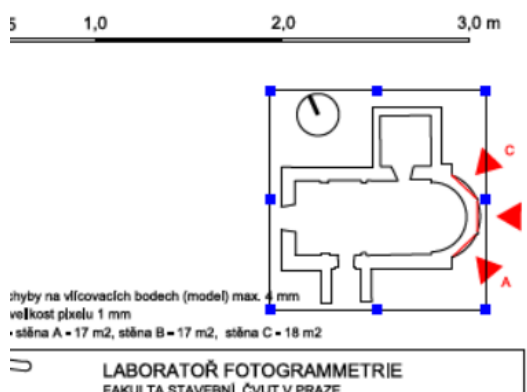 5 1,0 2,0 3,0 m
C
A
chyby na vlícovacích bodech (model) max. 4 mm
velikost pixelu 1 mm
- stěna A - 17 m2, stěna B - 17 m2, stěna C - 18 m2
LABORATOŘ FOTOGRAMMETRIE
FAKULTA STAVEBNÍ, ČVUT V PRAZE